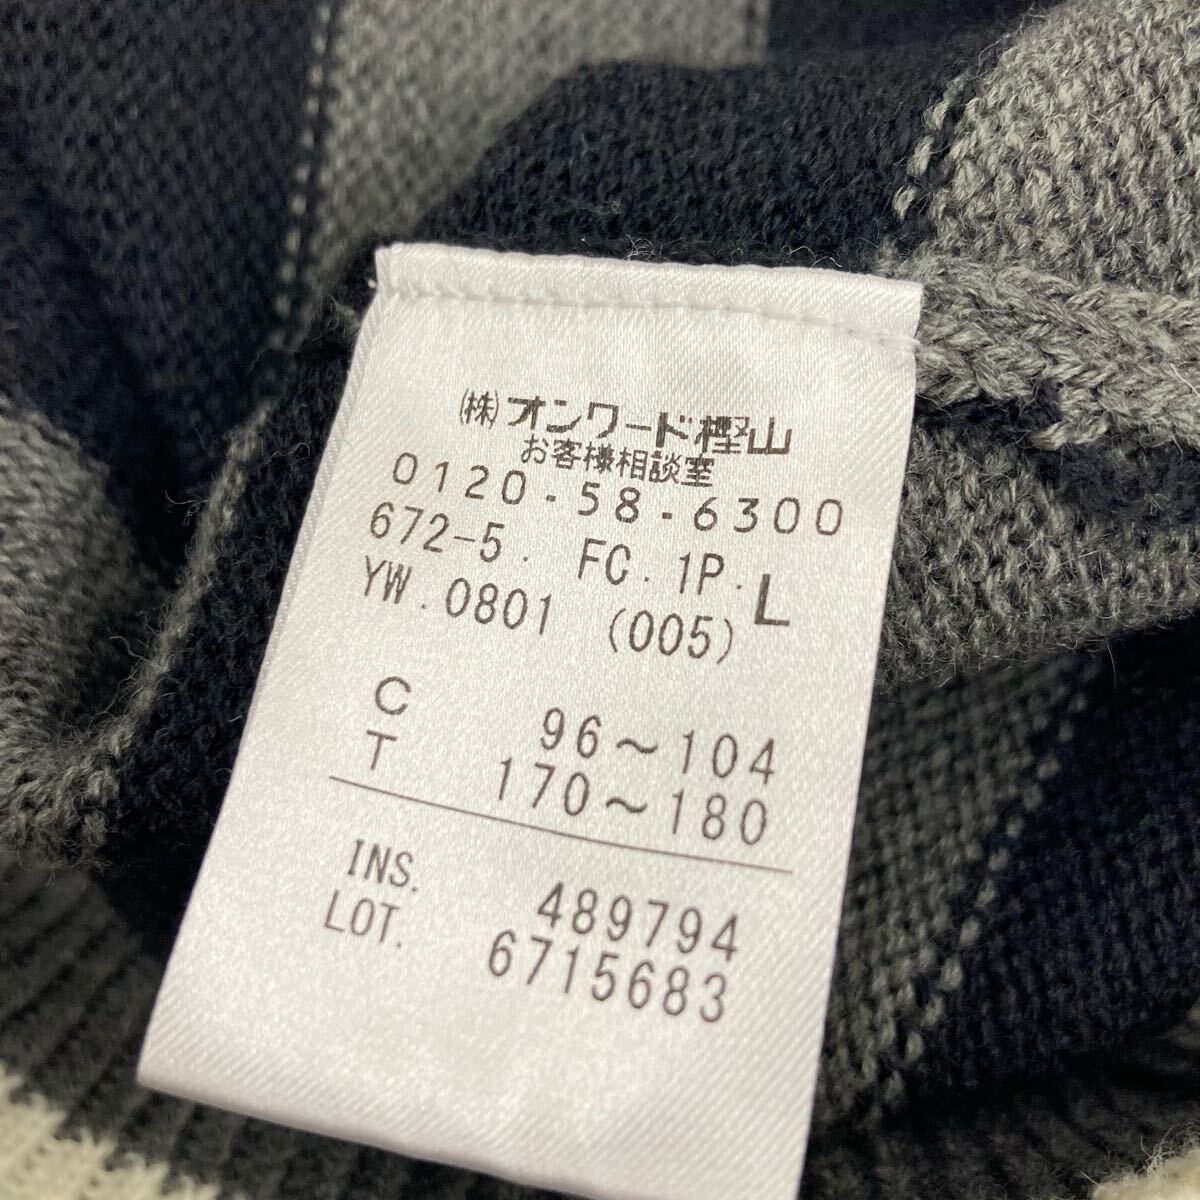 ㈱オンワード樫山
お客様相談室
0120-58-6300
672-5. FC. 1P. L
YW. 0801 (005)
C 96～104
T 170～180
INS. 489794
LOT. 6715683